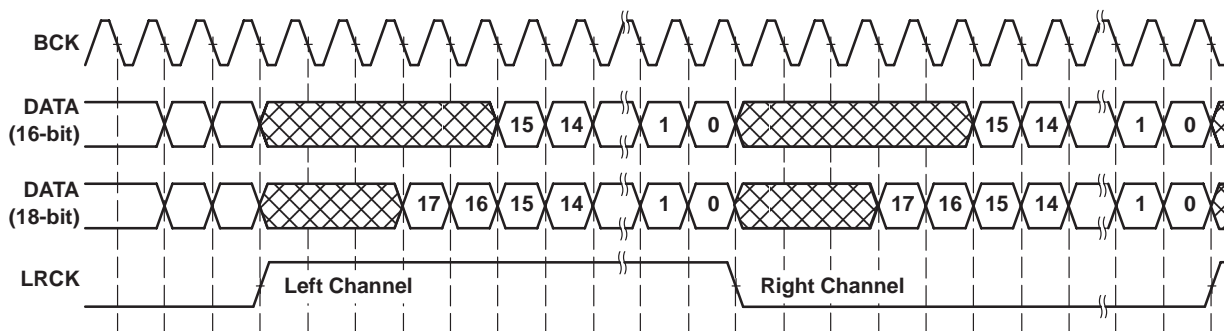 BCK
DATA
(16-bit)
15 14 1 0 15 14 1 0
DATA
(18-bit)
17 16 15 14 1 0 17 16 15 14 1 0
LRCK
Left Channel Right Channel